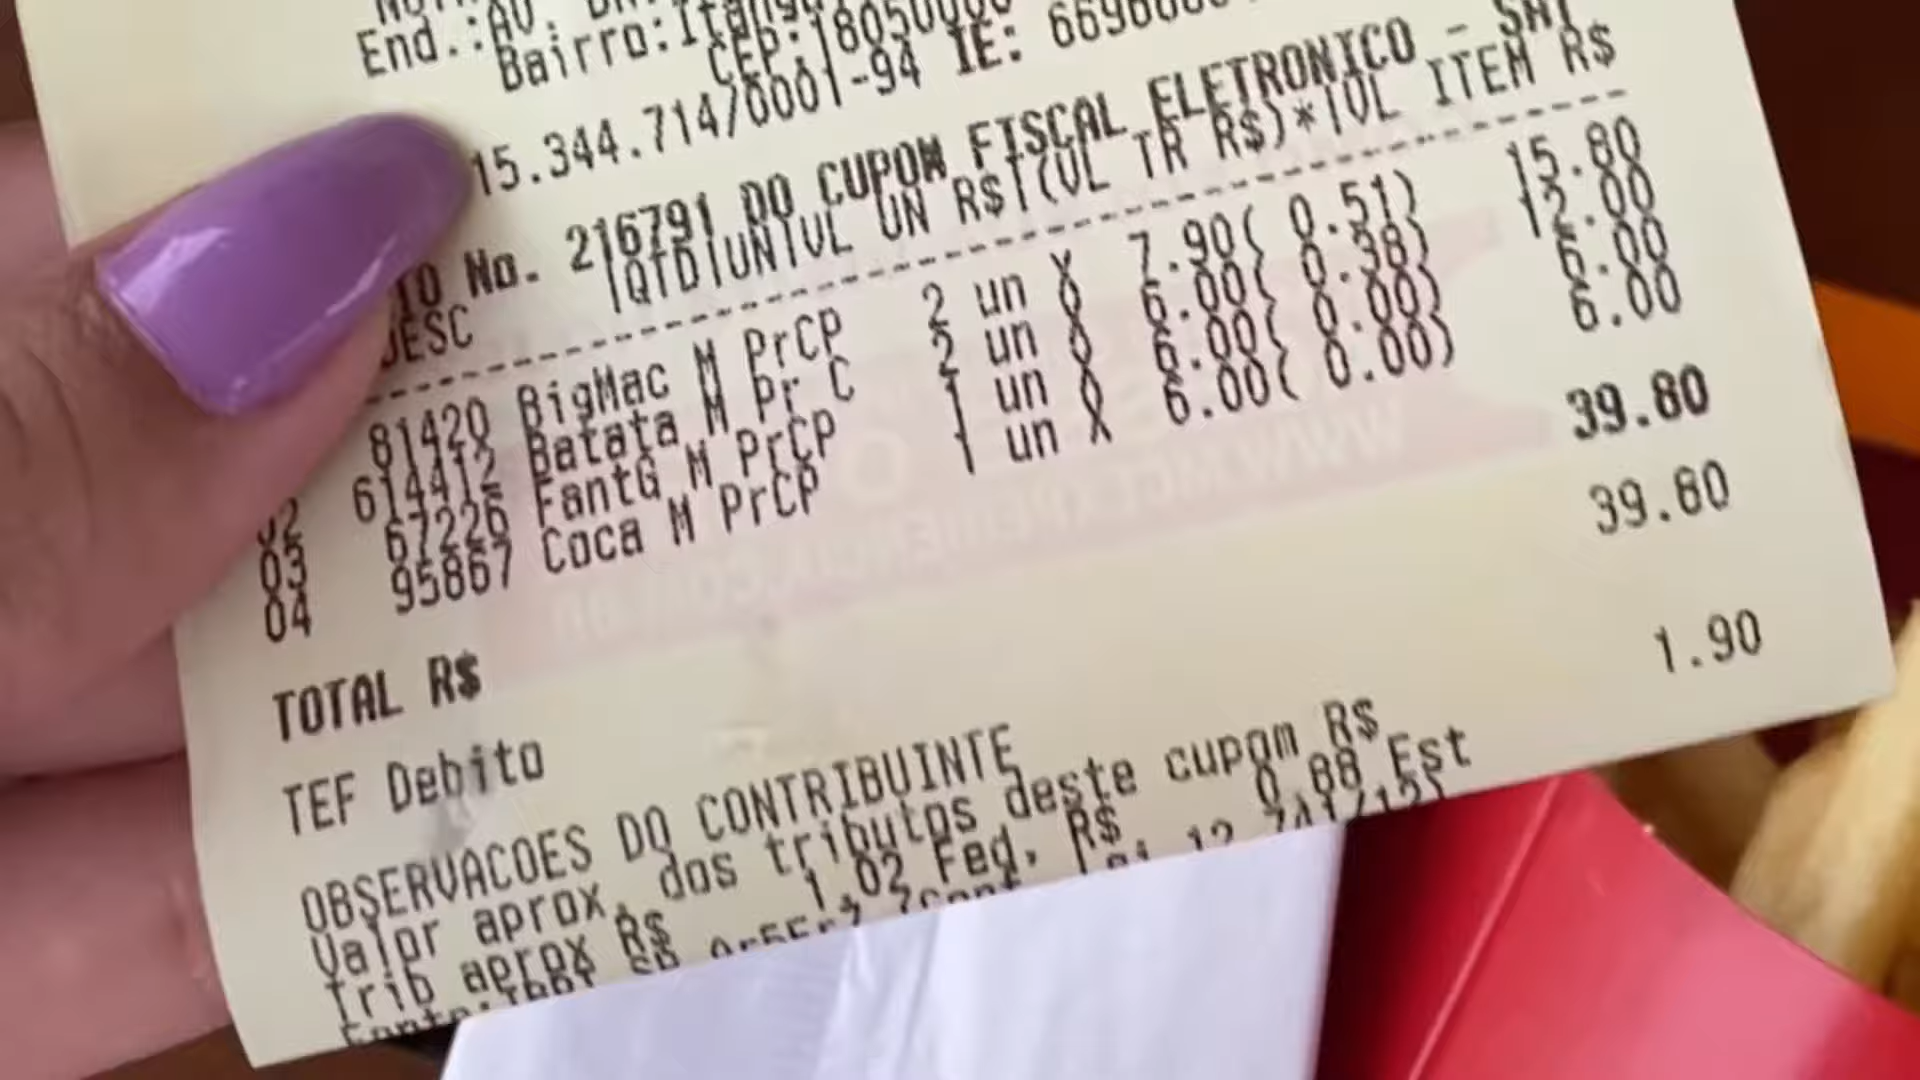 End.:AV.
Bairro:Itang
CEP:18050000
15.344.714/0001-94 IE:
No. 216791 DO CUPOM FISCAL ELETRONICO - SAT
DESC |QTD|UN|VL UN R$|(VL TR R$)*|VL ITEM R$
81420 BigMac M PrCP 2 un X 7.90( 0.51) 15.80
02 614412 Batata M Pr C 2 un X 6.00( 0.38) 12.00
03 67226 FantG M PrCP 1 un X 6.00( 0.00) 6.00
04 95867 Coca M PrCP 1 un X 6.00( 0.00) 6.00
TOTAL R$ 39.80
TEF Debito 39.80
1.90
OBSERVACOES DO CONTRIBUINTE
Valor aprox. dos tributos deste cupom R$
Trib aprox R$ 1,02 Fed, R$ 0,88 Est